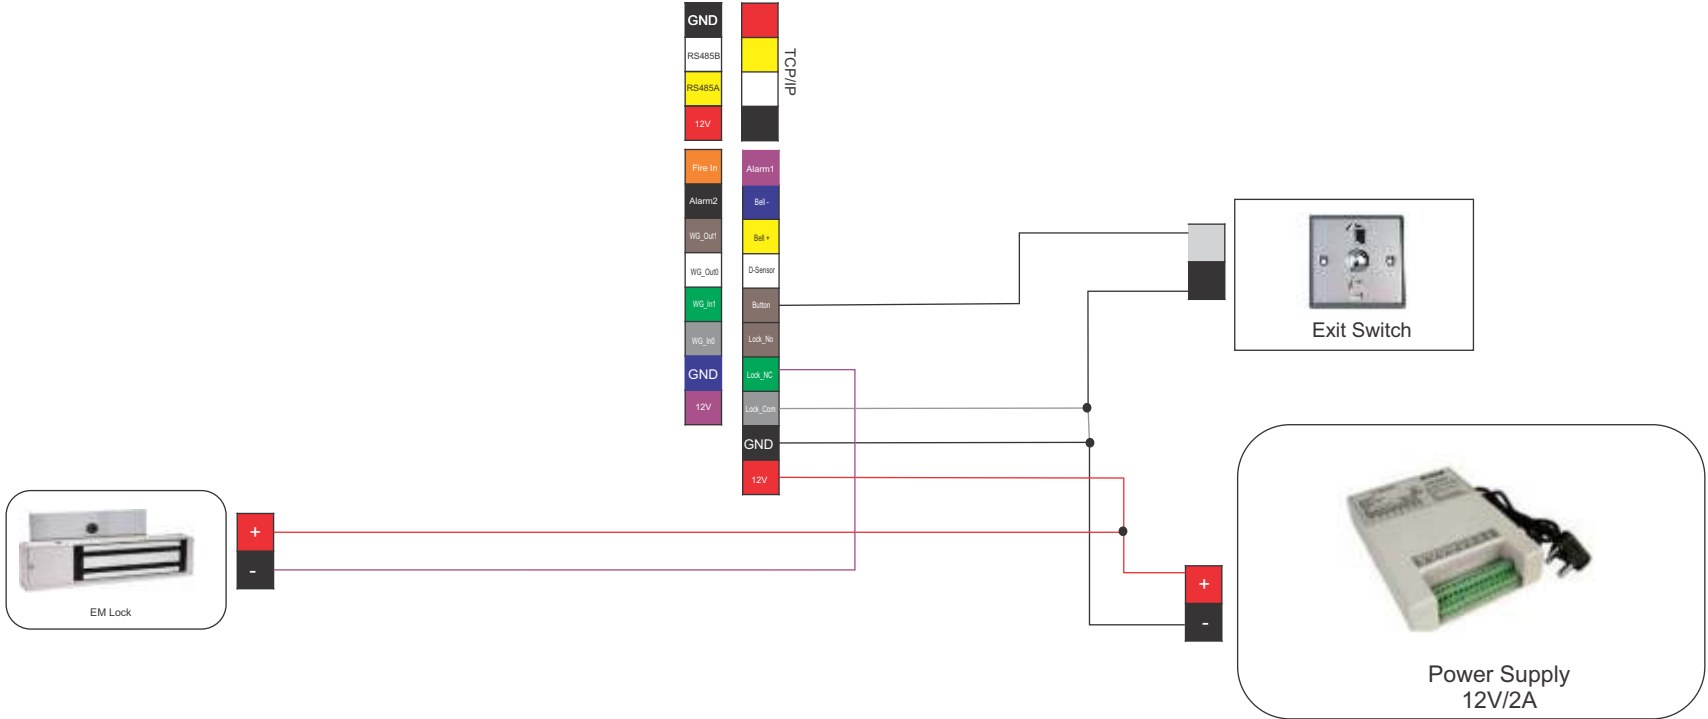 GND
RS485B
RS485A
12V
TCP/IP
Fire In
Alarm2
WG_Out1
WG_Out0
WG_In1
WG_In0
GND
12V
Alarm1
Bell -
Bell +
D-Sensor
Button
Lock_No
Lock_NC
Lock_Com
GND
12V
Exit Switch
+
-
EM Lock
+
-
Power Supply
12V/2A